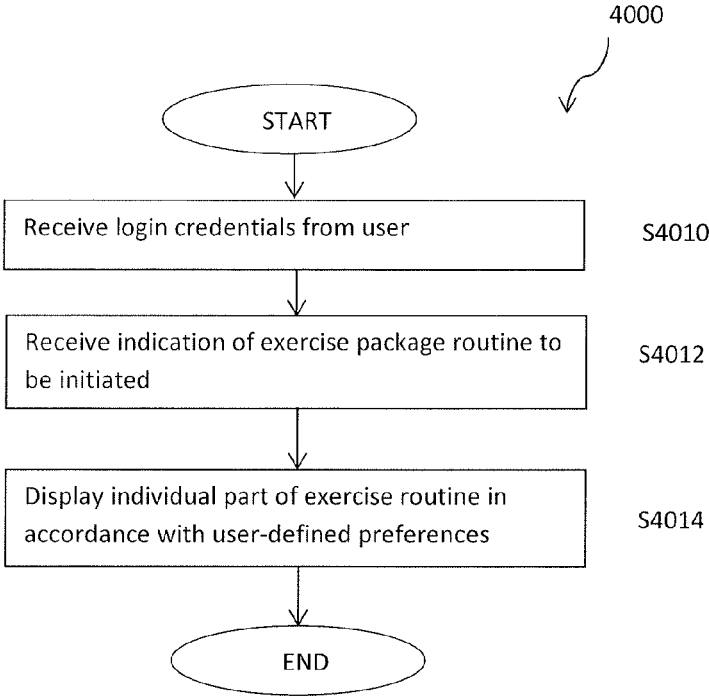 4000
START
Receive login credentials from user
S4010
Receive indication of exercise package routine to
be initiated
S4012
Display individual part of exercise routine in
accordance with user-defined preferences
S4014
END